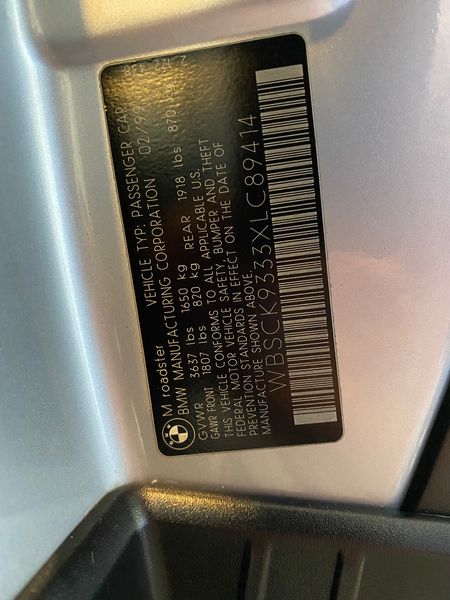 M roadster VEHICLE TYP: PASSENGER CAR
BMW MANUFACTURING CORPORATION 02/99
GVWR 3637 lbs 1650 kg
GAWR FRONT 1807 lbs 820 kg REAR 1918 lbs 870
THIS VEHICLE CONFORMS TO ALL APPLICABLE U.S.
FEDERAL MOTOR VEHICLE SAFETY, BUMPER AND THEFT
PREVENTION STANDARDS IN EFFECT ON THE DATE OF
MANUFACTURE SHOWN ABOVE.
WBSCK9333XLC89414
BMW